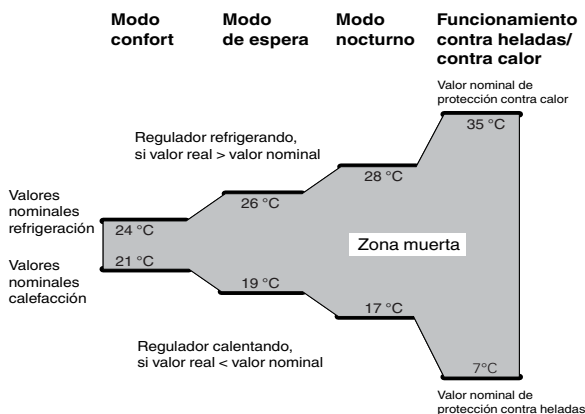 Modo
confort
Modo
de espera
Modo
nocturno
Funcionamiento
contra heladas/
contra calor
Valor nominal de
protección contra calor
35 °C
Regulador refrigerando,
si valor real > valor nominal
28 °C
26 °C
Valores
nominales
refrigeración
24 °C
Zona muerta
Valores
nominales
calefacción
21 °C
19 °C
17 °C
Regulador calentando,
si valor real < valor nominal
7°C
Valor nominal de
protección contra heladas